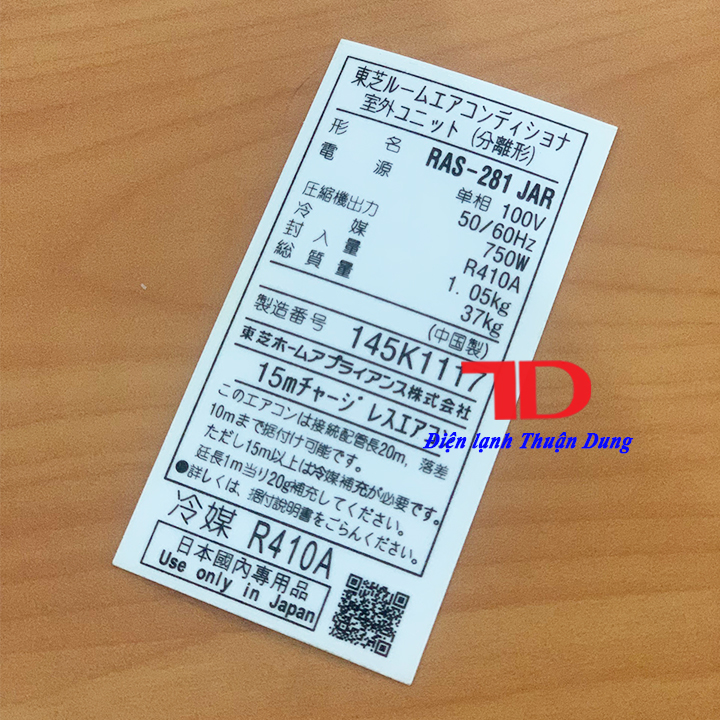 東芝ルームエアコンディショナ
室外ユニット (分離形)
形 名 RAS-281 JAR
電 源 单相 100V
50/60Hz
圧縮機出力 750W
冷 媒 R410A
封 入 量 1.05kg
総 質 量 37kg
(中国製)
製造番号 145K1117
東芝ホームアプライアンス株式会社
15mチャージレスエアコ
このエアコンは接続配管長20m, 落差
10mまで据付け可能です。
ただし15m以上は冷媒補充が必要です。
延長1m当り20g補充してください。
●詳しくは、据付説明書をごらんください。
冷媒 R410A
日本國內專用品
Use only in Japan
TD
Điện lạnh Thuận Dung